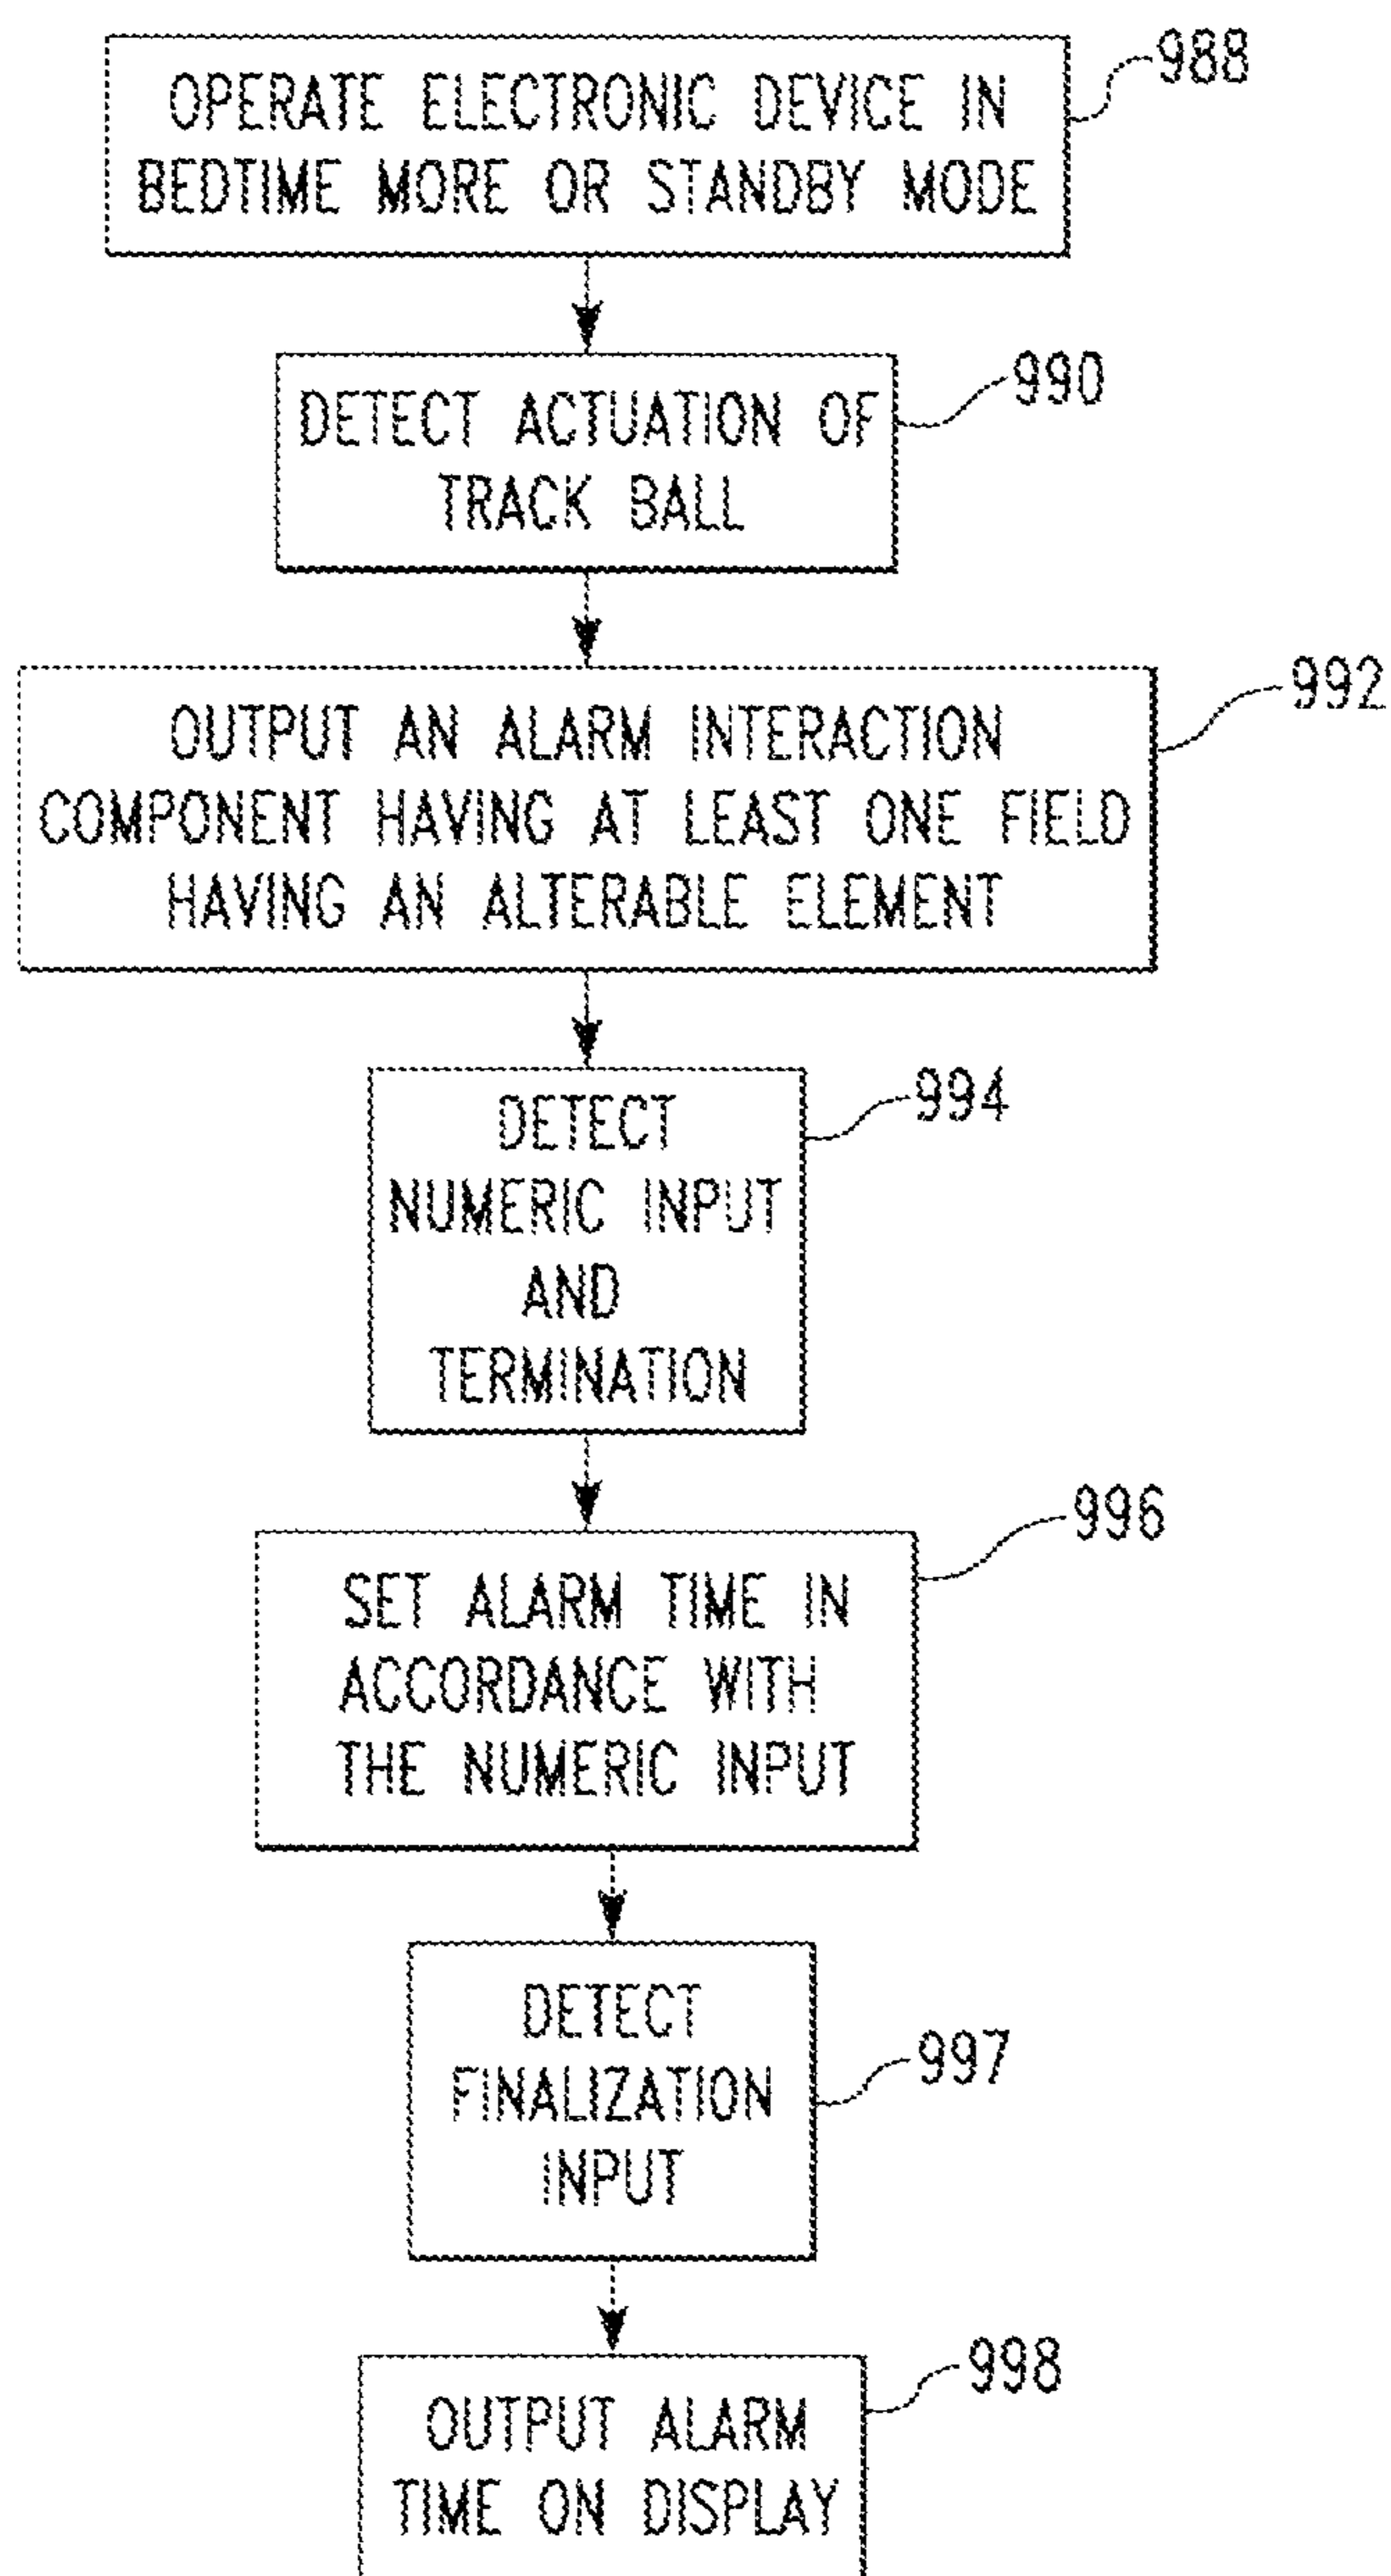 988
OPERATE ELECTRONIC DEVICE IN
BEDTIME MORE OR STANDBY MODE
990
DETECT ACTUATION OF
TRACK BALL
992
OUTPUT AN ALARM INTERACTION
COMPONENT HAVING AT LEAST ONE FIELD
HAVING AN ALTERABLE ELEMENT
994
DETECT
NUMERIC INPUT
AND
TERMINATION
996
SET ALARM TIME IN
ACCORDANCE WITH
THE NUMERIC INPUT
997
DETECT
FINALIZATION
INPUT
998
OUTPUT ALARM
TIME ON DISPLAY